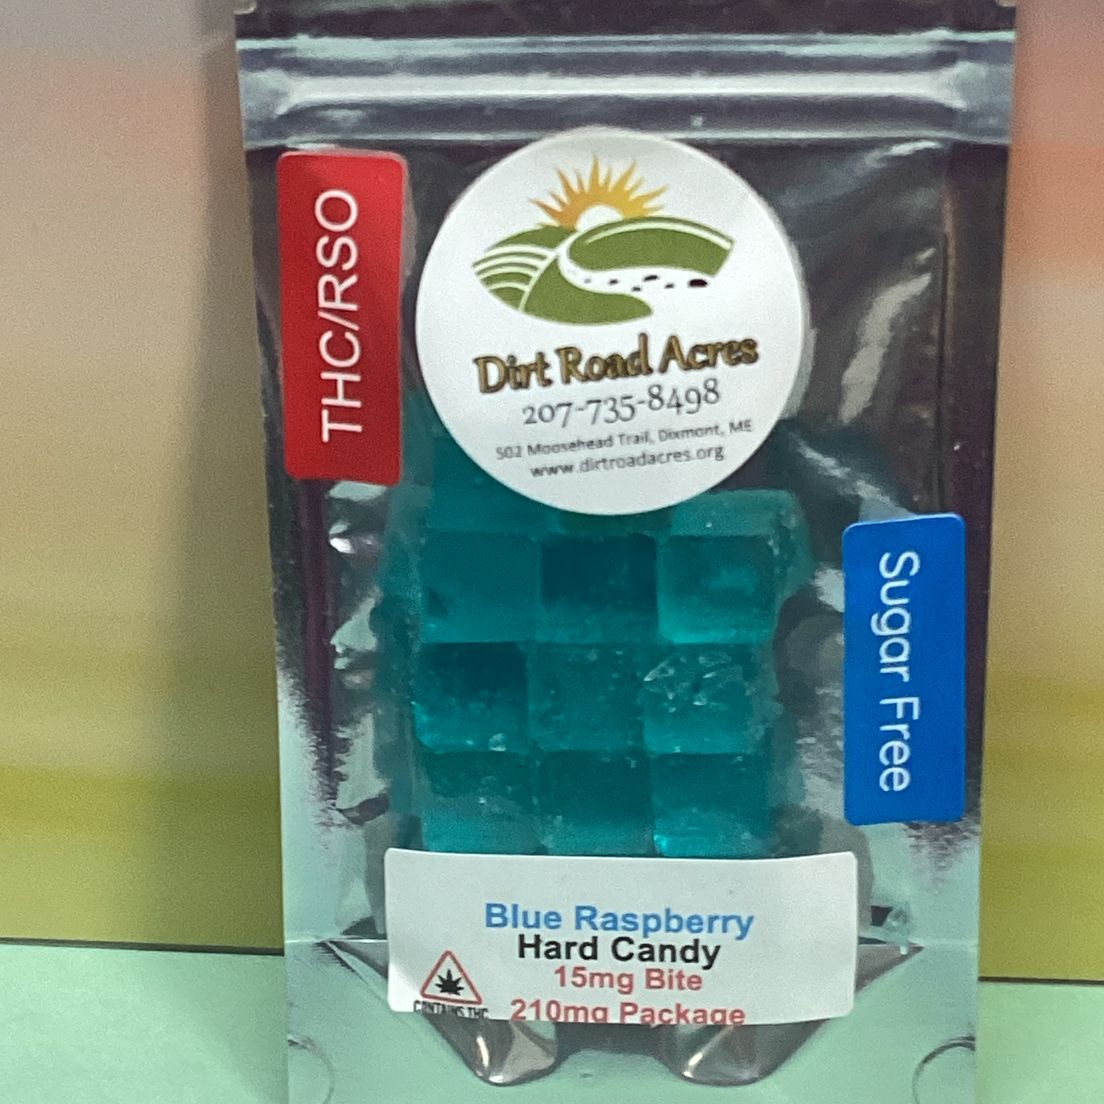 THC/RSO
Dirt Road Acres
207-735-8498
502 Moosehead Trail, Dixmont, ME
www.dirtroadacres.org
Sugar Free
Blue Raspberry
Hard Candy
15mg Bite
CONTAINS THC
210mg Package